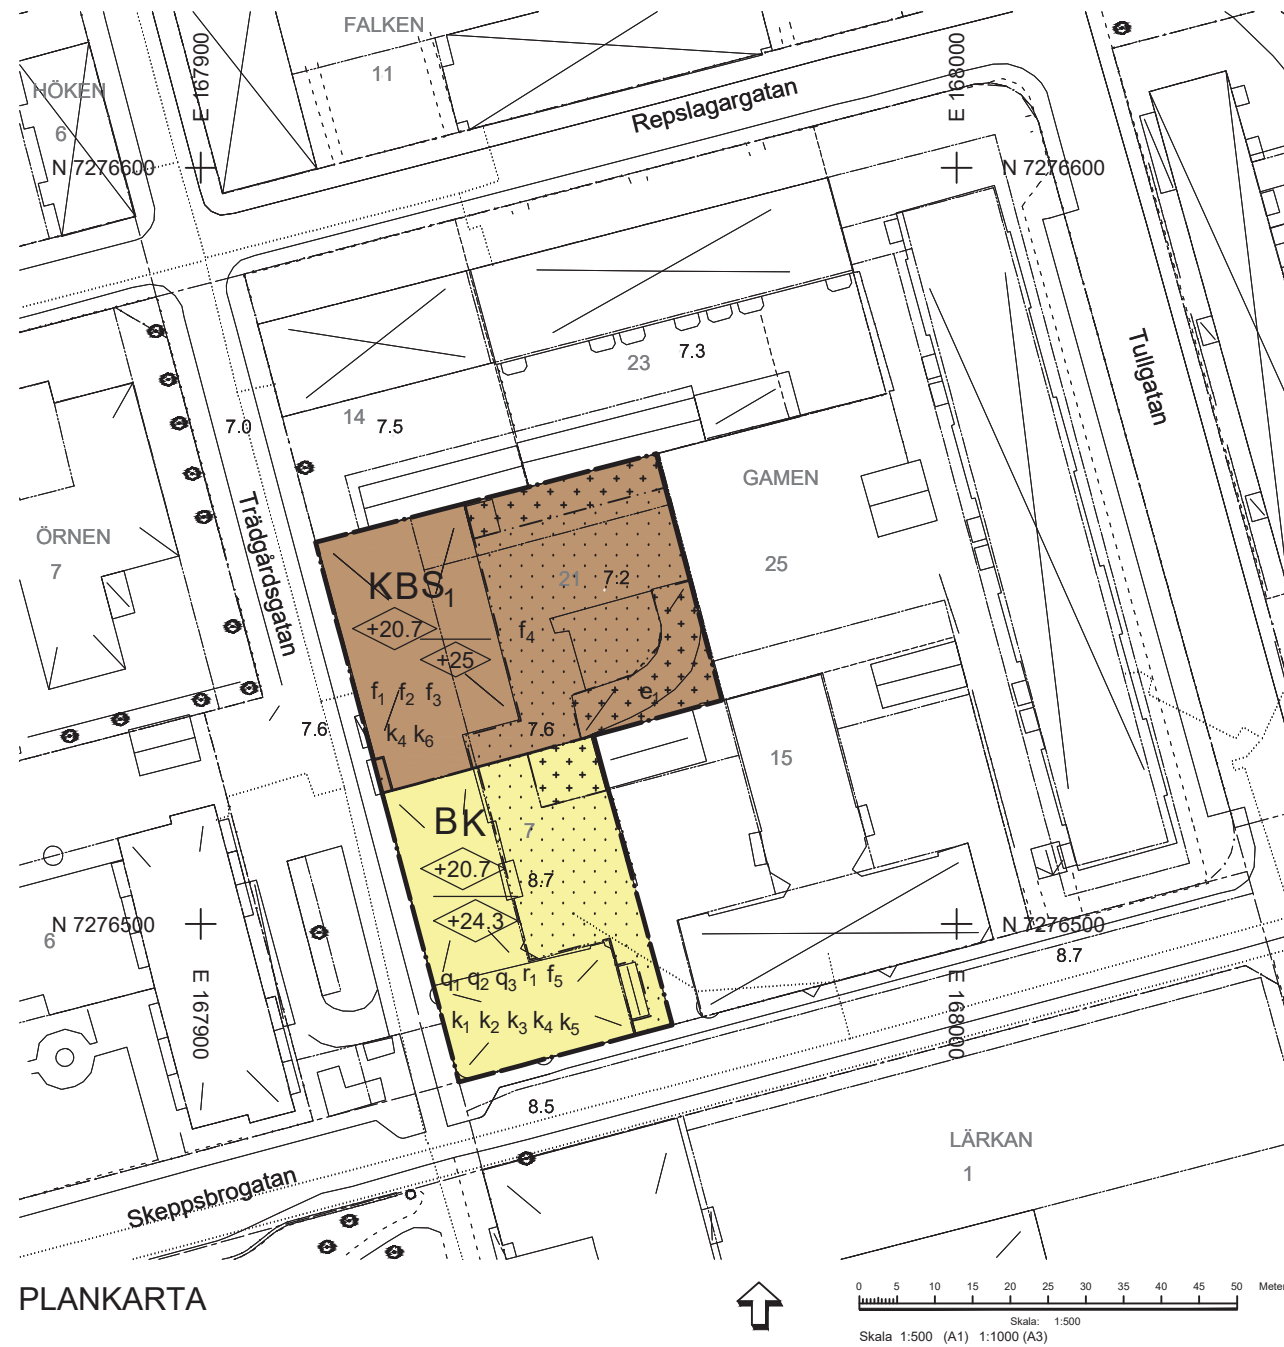 FALKEN
11
HÖKEN
6
E 167900
E 168000
Repslagargatan
N 7276600
N 7276600
Tullgatan
23
7.3
14
7.5
7.0
GAMEN
25
ÖRNEN
7
Trädgårdsgatan
KBS1
21
7.2
+20.7
+25
f4
f1 f2 f3
e1
k4 k6
7.6
7.6
15
BK
7
+20.7
8.7
+24.3
N 7276500
6
N 7276500
8.7
q1 q2 q3 r1 f5
k1 k2 k3 k4 k5
E 167900
E 168000
8.5
LÄRKAN
1
Skeppsbrogatan
PLANKARTA
0 5 10 15 20 25 30 35 40 45 50 Meter
Skala: 1:500
Skala 1:500 (A1) 1:1000 (A3)